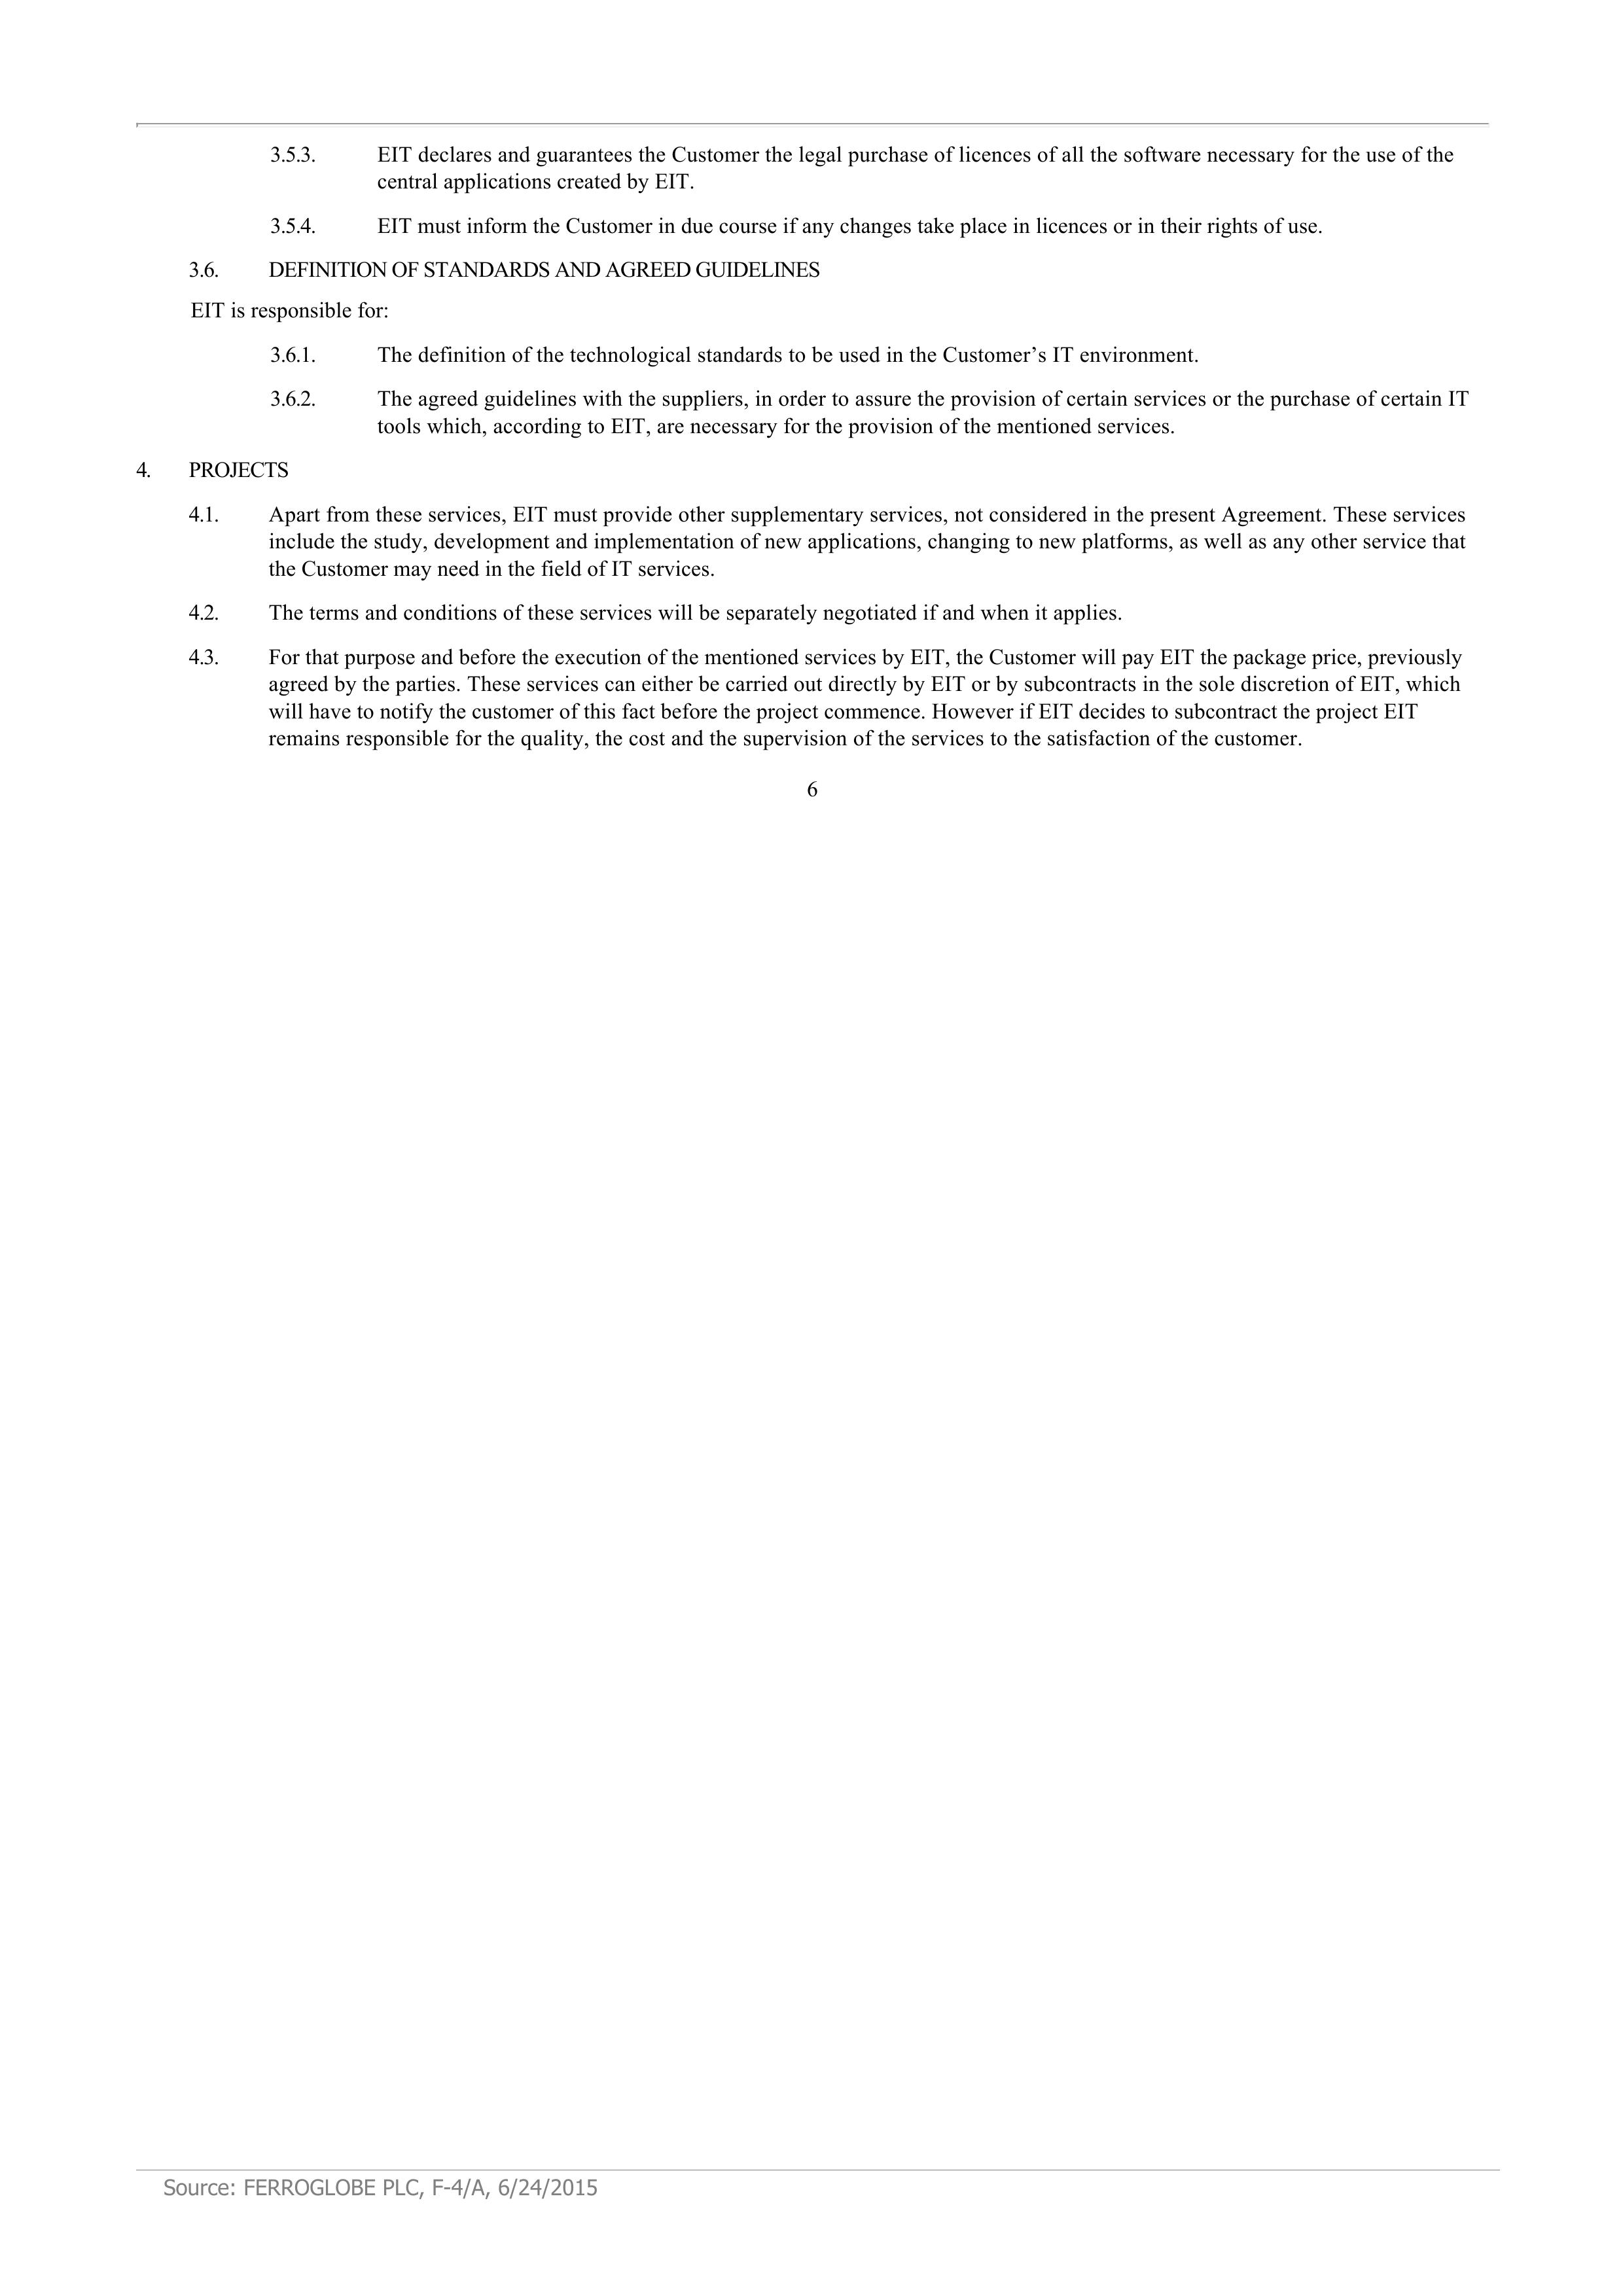 3.5.3. EIT declares and guarantees the Customer the legal purchase of licences of all the software necessary for the use of the
central applications created by EIT.
3.5.4. EIT must inform the Customer in due course if any changes take place in licences or in their rights of use.
3.6. DEFINITION OF STANDARDS AND AGREED GUIDELINES
EIT is responsible for:
3.6.1. The definition of the technological standards to be used in the Customer’s IT environment.
3.6.2. The agreed guidelines with the suppliers, in order to assure the provision of certain services or the purchase of certain IT
tools which, according to EIT, are necessary for the provision of the mentioned services.
4. PROJECTS
4.1. Apart from these services, EIT must provide other supplementary services, not considered in the present Agreement. These services
include the study, development and implementation of new applications, changing to new platforms, as well as any other service that
the Customer may need in the field of IT services.
4.2. The terms and conditions of these services will be separately negotiated if and when it applies.
4.3. For that purpose and before the execution of the mentioned services by EIT, the Customer will pay EIT the package price, previously
agreed by the parties. These services can either be carried out directly by EIT or by subcontracts in the sole discretion of EIT, which
will have to notify the customer of this fact before the project commence. However if EIT decides to subcontract the project EIT
remains responsible for the quality, the cost and the supervision of the services to the satisfaction of the customer.
6
Source: FERROGLOBE PLC, F-4/A, 6/24/2015